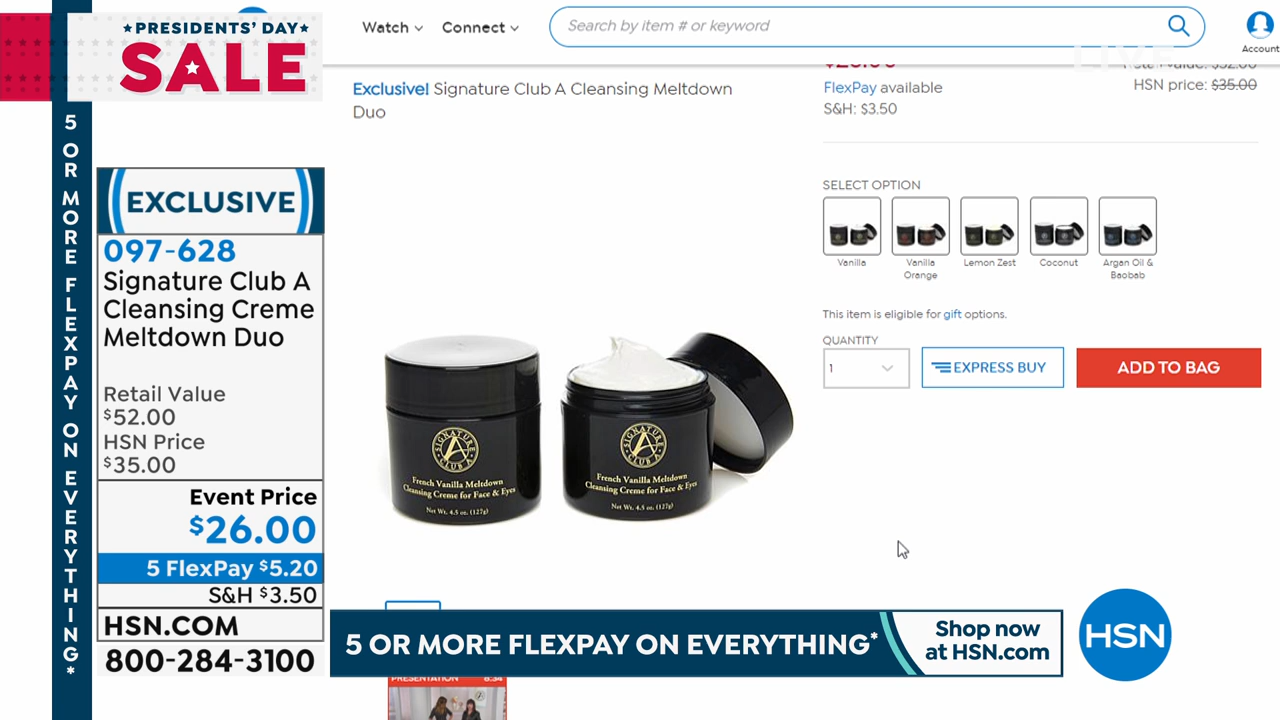 ★PRESIDENTS' DAY★
SALE
5 OR MORE FLEXPAY ON EVERYTHING*
EXCLUSIVE
097-628
Signature Club A
Cleansing Creme
Meltdown Duo
Retail Value
$52.00
HSN Price
$35.00
Event Price
$26.00
5 FlexPay $5.20
S&H $3.50
HSN.COM
800-284-3100
Watch
Connect
Search by item # or keyword
Account
LIVE
Exclusive! Signature Club A Cleansing Meltdown
Duo
FlexPay available
S&H: $3.50
HSN price: $35.00
SELECT OPTION
Vanilla
Vanilla
Orange
Lemon Zest
Coconut
Argan Oil &
Baobab
This item is eligible for gift options.
QUANTITY
1
EXPRESS BUY
ADD TO BAG
SIGNATURE
CLUB A
A
French Vanilla Meltdown
Cleansing Creme for Face & Eyes
Net Wt. 4.5 oz. (127g)
SIGNATURE
CLUB A
A
French Vanilla Meltdown
Cleansing Creme for Face & Eyes
Net Wt. 4.5 oz. (127g)
5 OR MORE FLEXPAY ON EVERYTHING*
Shop now
at HSN.com
HSN
PRESENTATION